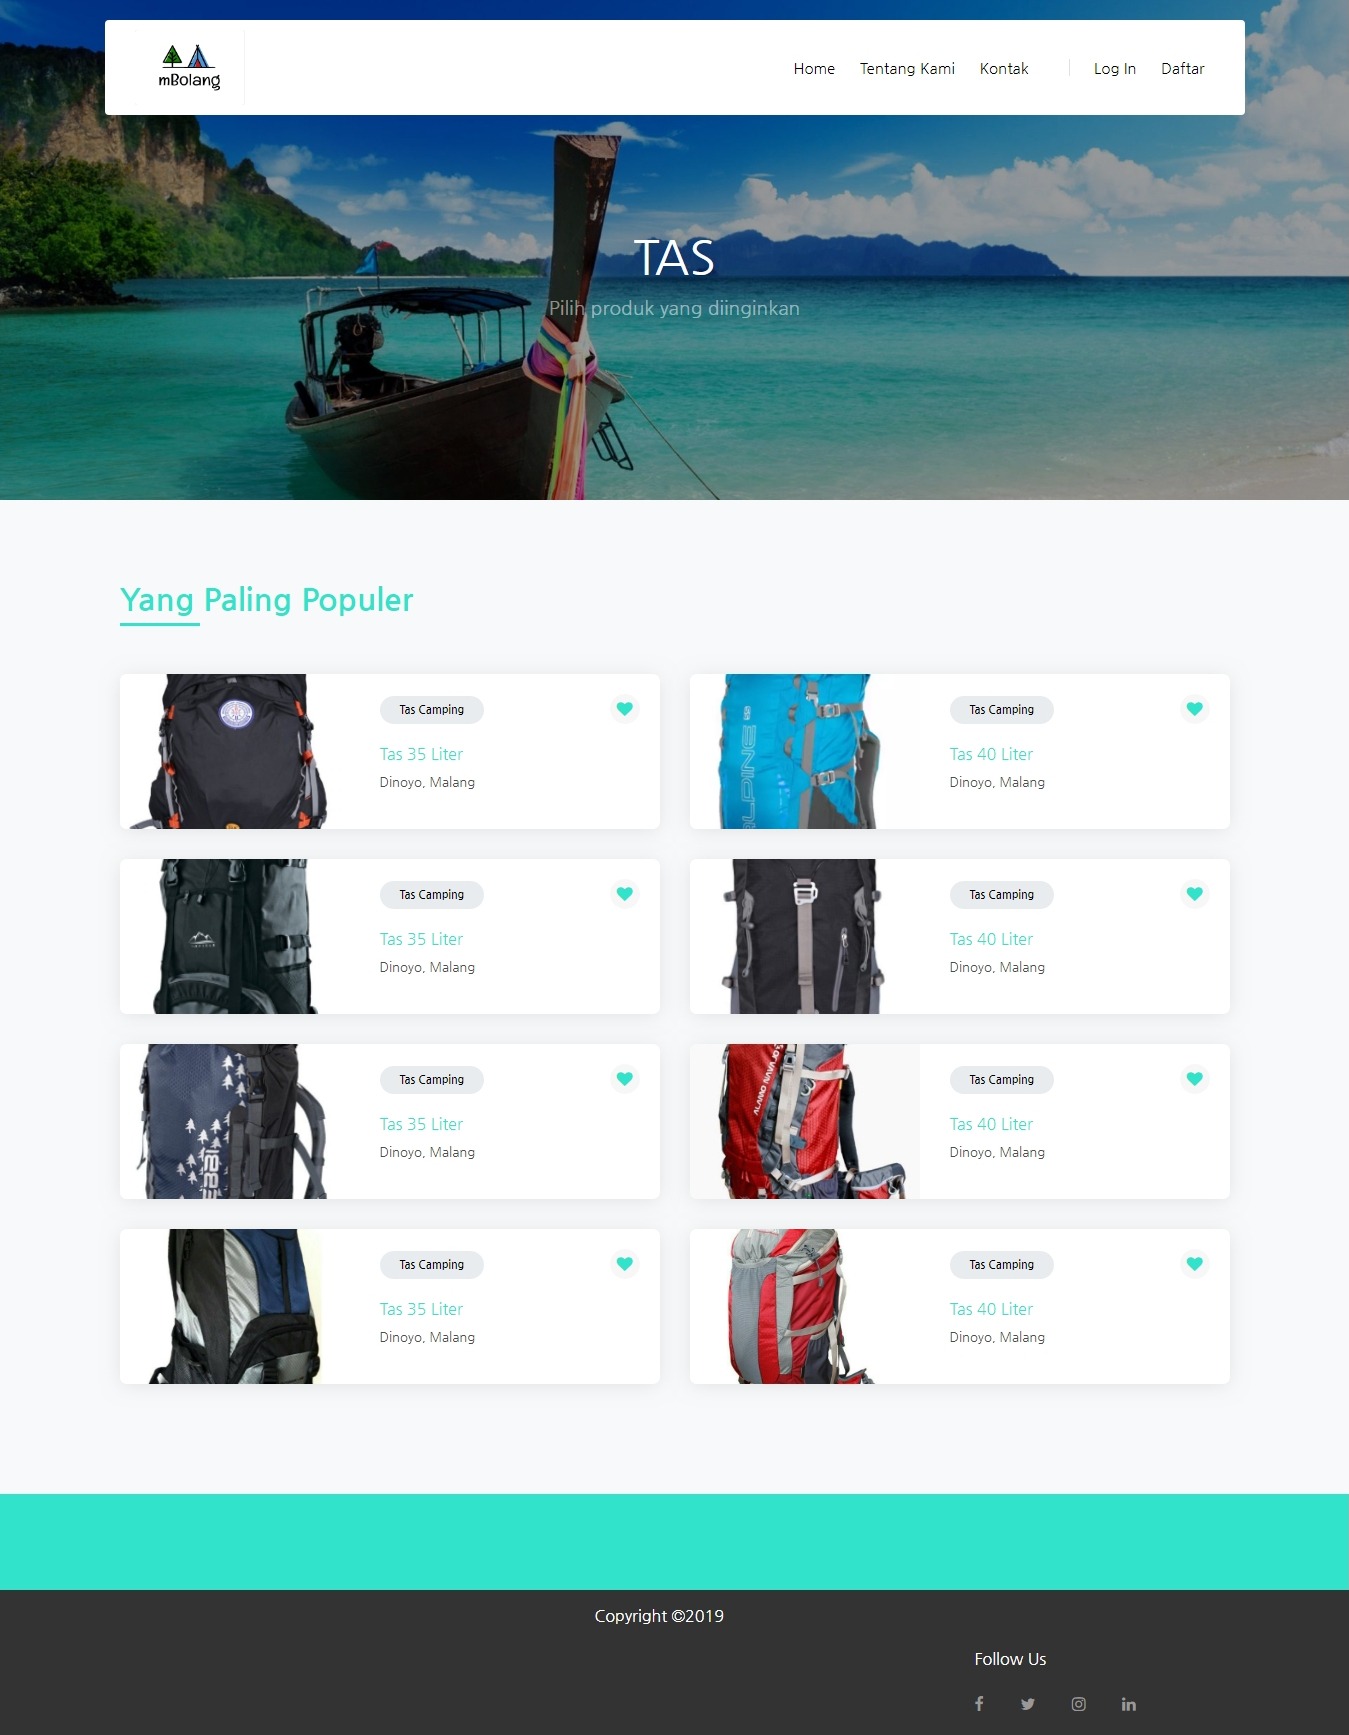 mBolang
Home Tentang Kami Kontak Log In Daftar
TAS
Pilih produk yang diinginkan
Yang Paling Populer
Tas Camping
Tas 35 Liter
Dinoyo, Malang
Tas Camping
Tas 40 Liter
Dinoyo, Malang
Tas Camping
Tas 35 Liter
Dinoyo, Malang
Tas Camping
Tas 40 Liter
Dinoyo, Malang
Tas Camping
Tas 35 Liter
Dinoyo, Malang
Tas Camping
Tas 40 Liter
Dinoyo, Malang
Tas Camping
Tas 35 Liter
Dinoyo, Malang
Tas Camping
Tas 40 Liter
Dinoyo, Malang
Copyright ©2019
Follow Us